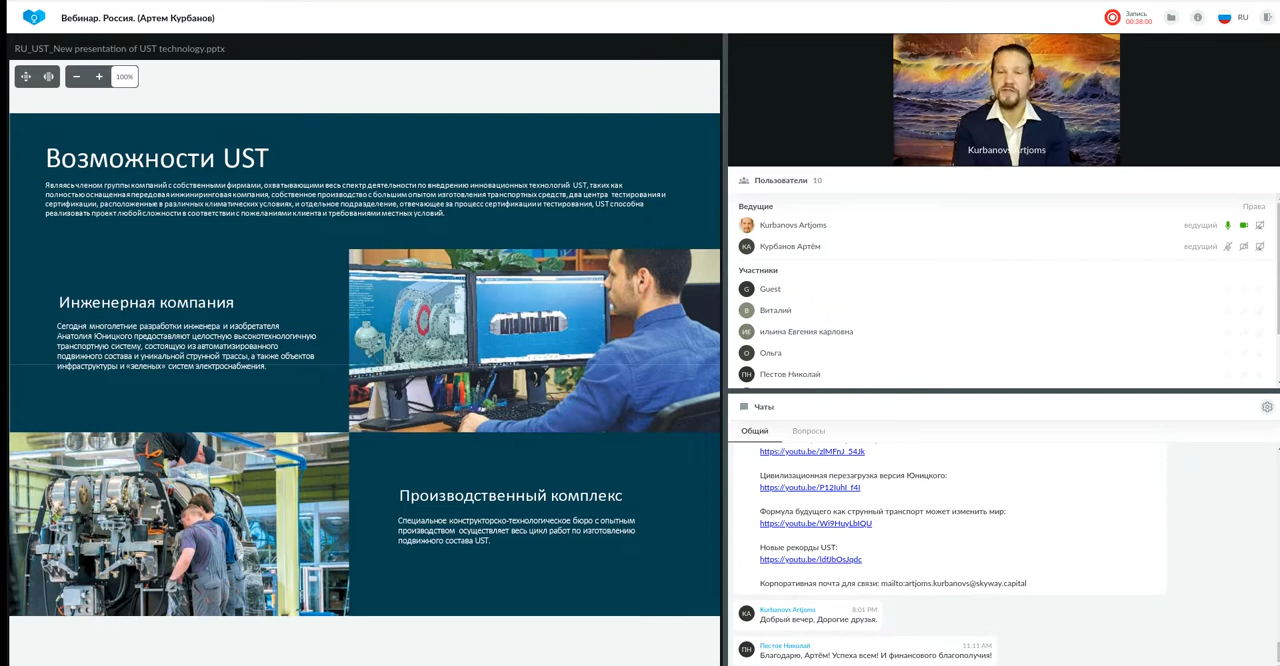 Вебинар. Россия. (Артем Курбанов)
Запись
00:38:00
RU
RU_UST_New presentation of UST technology.pptx
100%
Возможности UST
Являясь членом группы компаний с собственными фирмами, охватывающими весь спектр деятельности по внедрению инновационных технологий UST, таких как
полностью оснащенная передовая инжиниринговая компания, собственное производство с большим опытом изготовления транспортных средств, два центра тестирования и
сертификации, расположенные в различных климатических условиях, и отдельное подразделение, отвечающее за процесс сертификации и тестирования, UST способна
реализовать проект любой сложности в соответствии с пожеланиями клиента и требованиями местных условий.
Инженерная компания
Сегодня многолетние разработки инженера и изобретателя
Анатолия Юницкого предоставляют целостную высокотехнологичную
транспортную систему, состоящую из автоматизированного
подвижного состава и уникальной струнной трассы, а также объектов
инфраструктуры и «зеленых» систем электроснабжения.
Производственный комплекс
Специальное конструкторско-технологическое бюро с опытным
производством осуществляет весь цикл работ по изготовлению
подвижного состава UST.
Kurbanovs Artjoms
Пользователи 10
Ведущие Права
Kurbanovs Artjoms ведущий
КА Курбанов Артём ведущий
Участники
G Guest
В Виталий
ИЕ ильина Евгения карловна
О Ольга
ПН Пестов Николай
Чаты
Общий Вопросы
https://youtu.be/zlMFnJ_54Jk
Цивилизационная перезагрузка версия Юницкого:
https://youtu.be/P12IuhI_f4I
Формула будущего как струнный транспорт может изменить мир:
https://youtu.be/Wi9HuyLbIQU
Новые рекорды UST:
https://youtu.be/ldfJbOsJqdc
Корпоративная почта для связи: mailto:artjoms.kurbanovs@skyway.capital
KA Kurbanovs Artjoms 8:01 PM
Добрый вечер, Дорогие друзья.
ПН Пестов Николай 11:11 AM
Благодарю, Артём! Успеха всем! И финансового благополучия!